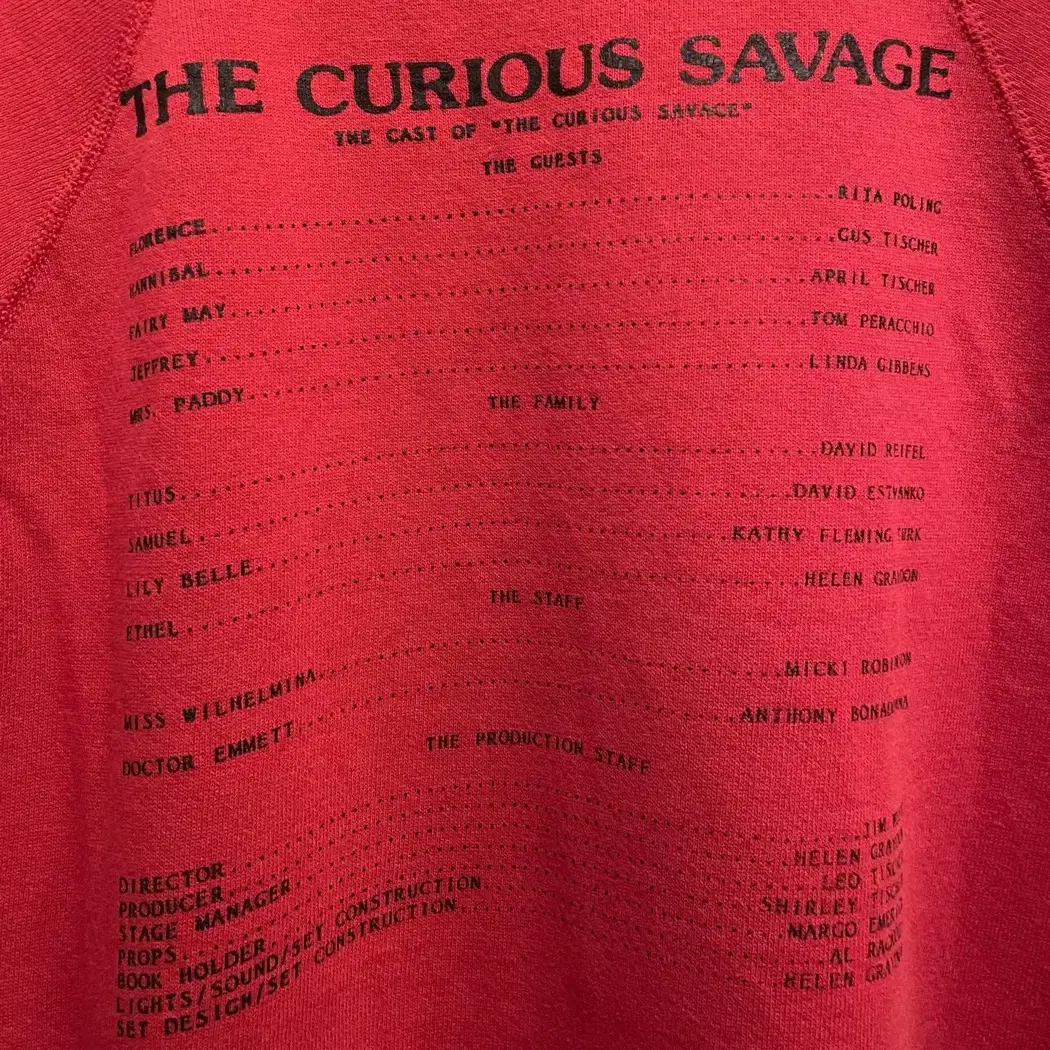 THE CURIOUS SAVAGE
THE CAST OF "THE CURIOUS SAVAGE"
THE GUESTS
FLORENCE RITA POLING
HANNIBAL GUS TISCHER
FAIRY MAY APRIL TISCHER
JEFFREY TOM PERACCHIO
MRS. PADDY LINDA GIBBENS
THE FAMILY
TITUS DAVID REIFEL
SAMUEL DAVID ESTVANKO
LILY BELLE KATHY FLEMING
ETHEL HELEN
THE STAFF
MISS WILHELMINA MICKI
DOCTOR EMMETT ANTHONY
THE PRODUCTION STAFF
DIRECTOR TIM
PRODUCER HELEN
STAGE MANAGER LEO
PROPS SHIRLEY
BOOK HOLDER MARGO
LIGHTS/SOUND/SET CONSTRUCTION AL
SET DESIGN/SET CONSTRUCTION HELEN